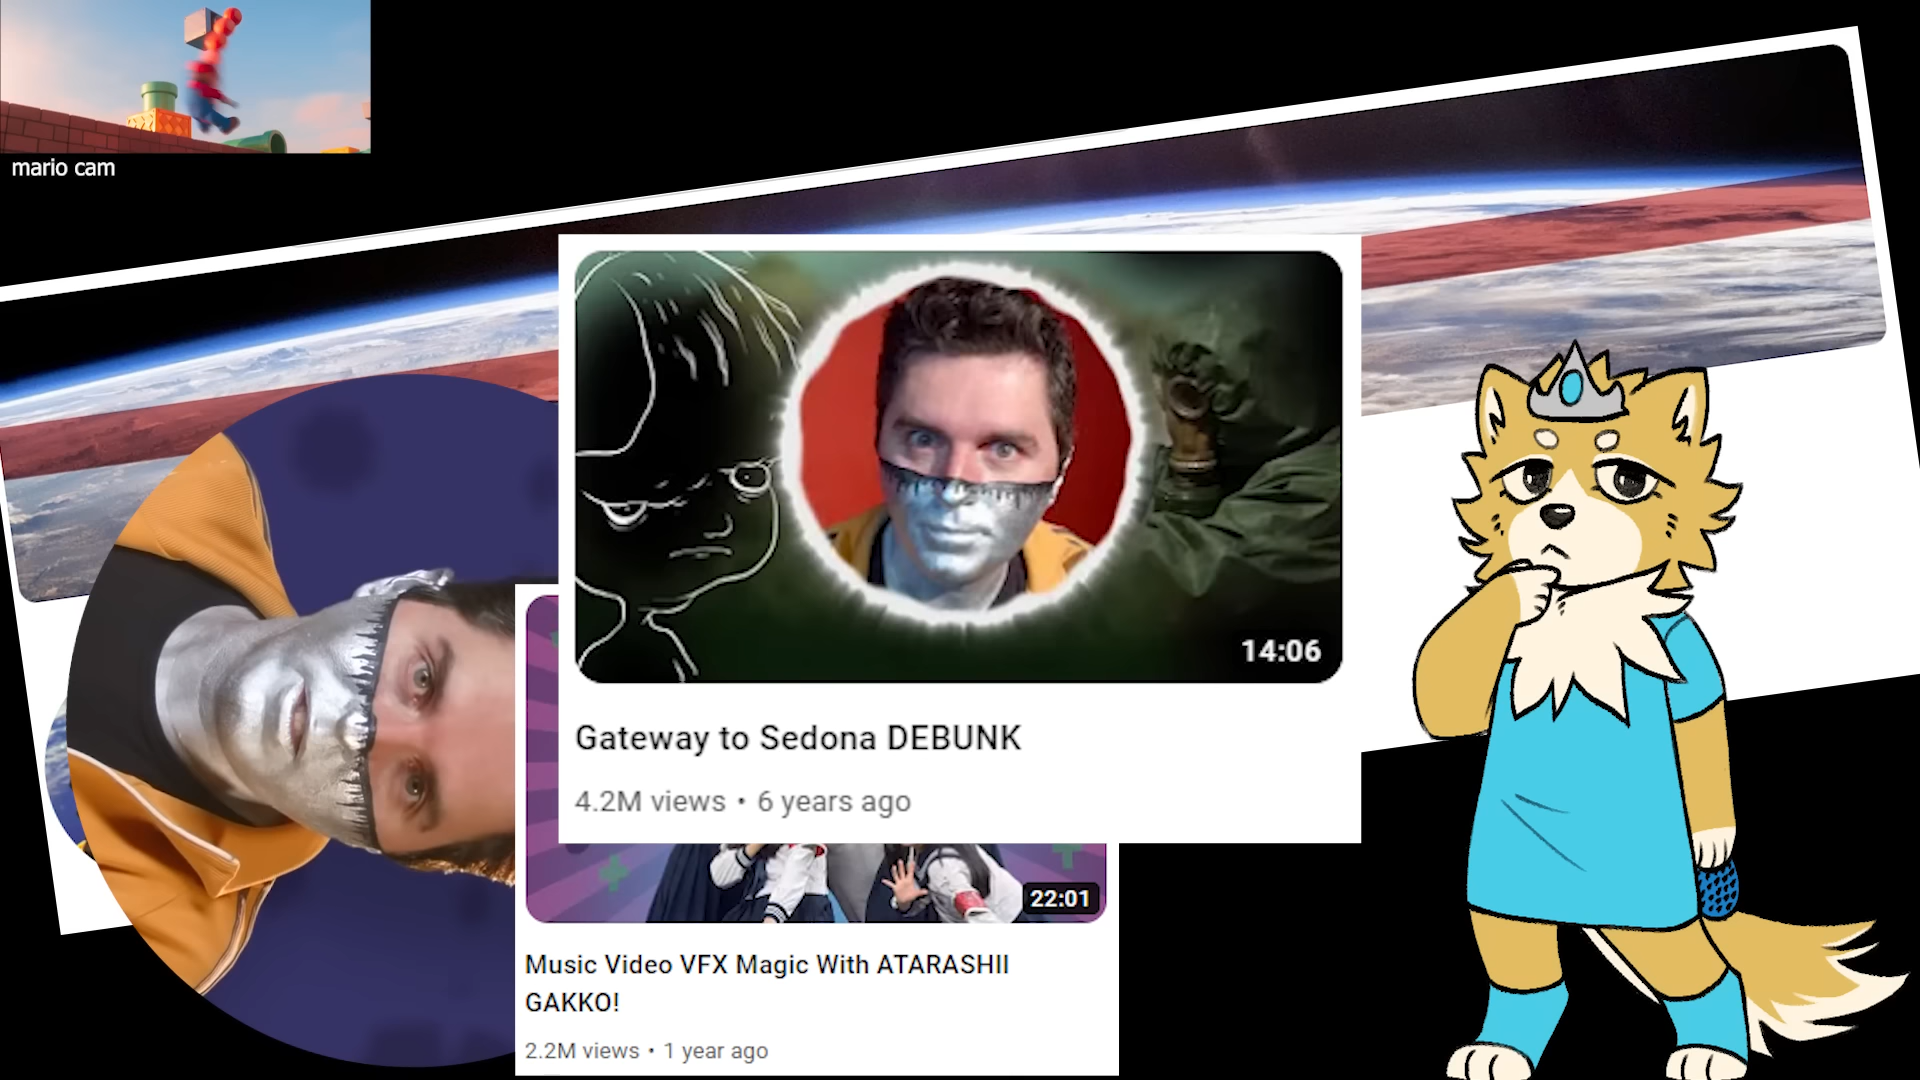 mario cam
14:06
Gateway to Sedona DEBUNK
4.2M views • 6 years ago
22:01
Music Video VFX Magic With ATARASHII
GAKKO!
2.2M views • 1 year ago